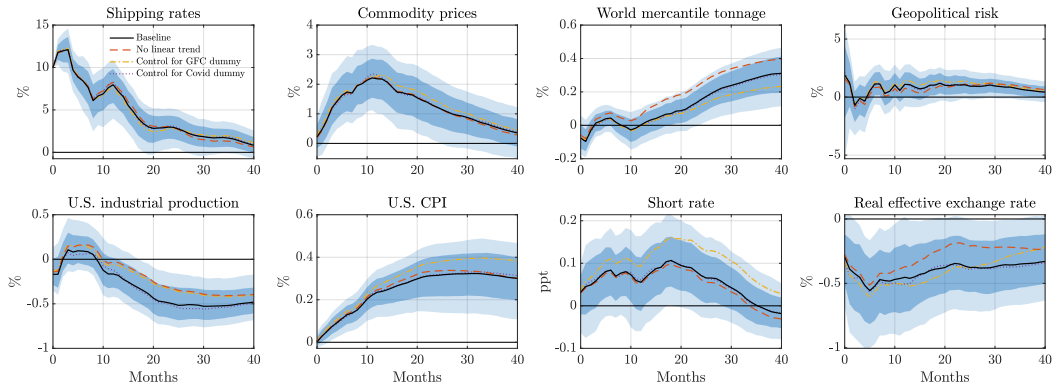 Shipping rates
Commodity prices
World mercantile tonnage
Geopolitical risk
Baseline
No linear trend
Control for GFC dummy
Control for Covid dummy
%
15
10
5
0
0 10 20 30 40
%
4
3
2
1
0
0 10 20 30 40
%
0.6
0.4
0.2
0
-0.2
0 10 20 30 40
%
5
0
-5
0 10 20 30 40
U.S. industrial production
U.S. CPI
Short rate
Real effective exchange rate
%
0.5
0
-0.5
-1
0 10 20 30 40
Months
%
0.6
0.4
0.2
0
0 10 20 30 40
Months
ppt
0.2
0.1
0
-0.1
0 10 20 30 40
Months
%
0
-0.5
-1
0 10 20 30 40
Months